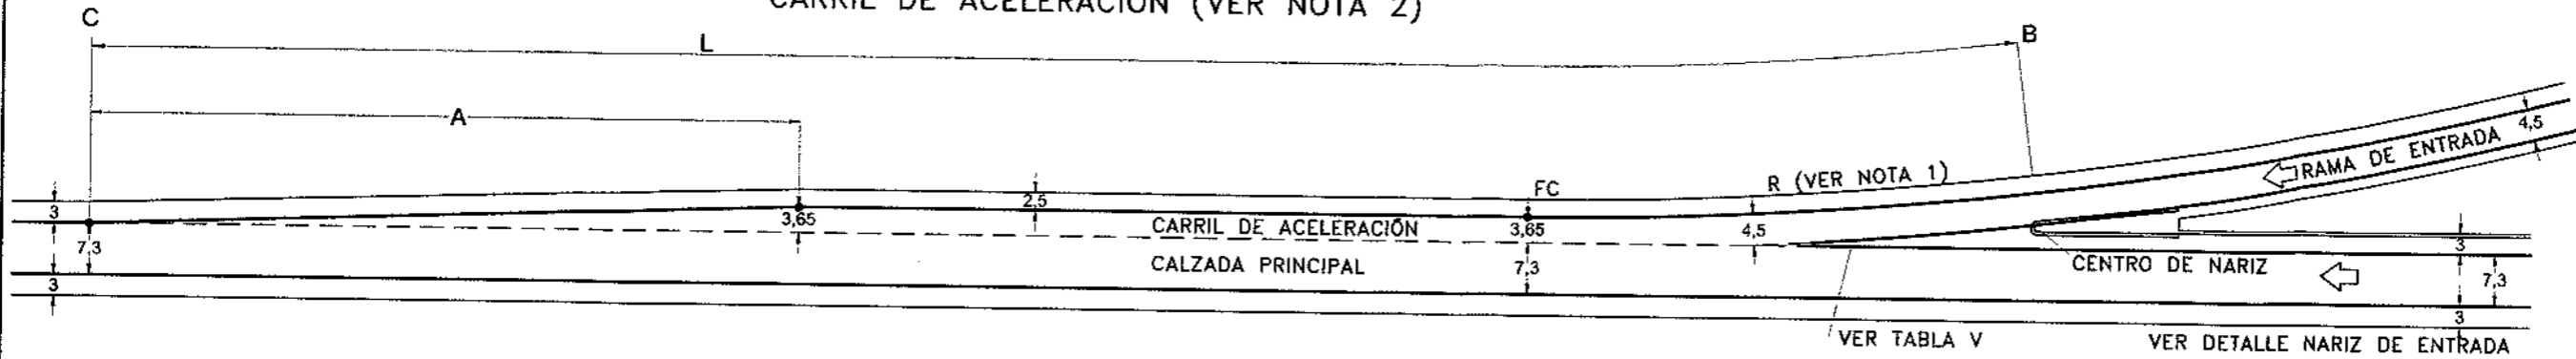 CARRIL DE ACELERACIÓN (VER NOTA 2)
C
L
B
A
4,5
RAMA DE ENTRADA
R (VER NOTA 1)
FC
3
2,5
3,65
CARRIL DE ACELERACIÓN
3,65
4,5
7,3
3
CALZADA PRINCIPAL
7,3
CENTRO DE NARIZ
7,3
3
3
VER TABLA V
VER DETALLE NARIZ DE ENTRADA